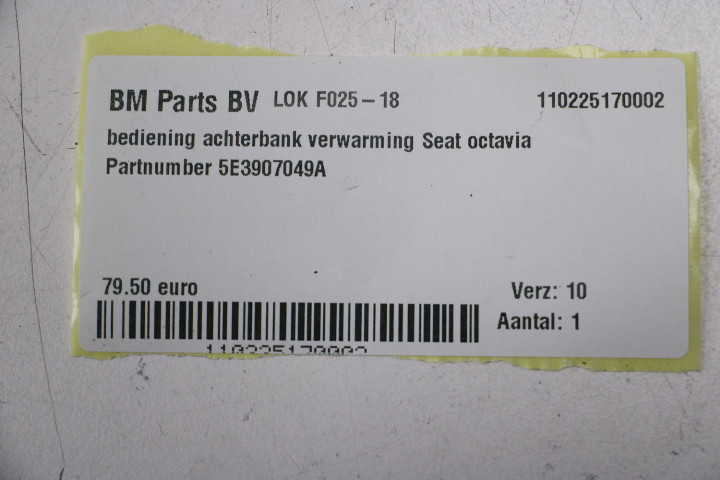 BM Parts BV LOK F025-18 110225170002
bediening achterbank verwarming Seat octavia
Partnumber 5E3907049A
79.50 euro Verz: 10
Aantal: 1
110225170002